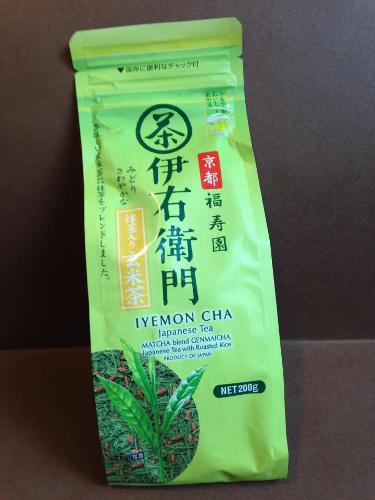 ▼保存に便利なチャック付
茶
伊右衛門
京都
福寿園
みどり
さわやかな
抹茶入り玄米茶
抹茶をブレンドしました。
IYEMON CHA
Japanese Tea
MATCHA blend GENMAICHA
Japanese Tea with Roasted Rice
PRODUCT OF JAPAN
NET200g